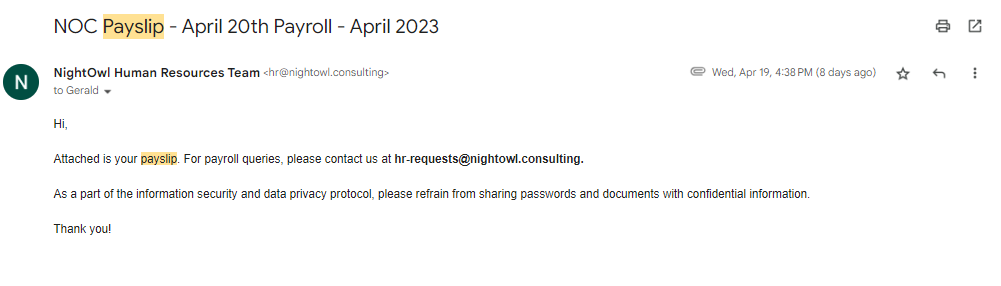 NOC Payslip - April 20th Payroll - April 2023
N
NightOwl Human Resources Team <hr@nightowl.consulting>
Wed, Apr 19, 4:38 PM (8 days ago)
to Gerald
Hi,
Attached is your payslip. For payroll queries, please contact us at hr-requests@nightowl.consulting.
As a part of the information security and data privacy protocol, please refrain from sharing passwords and documents with confidential information.
Thank you!